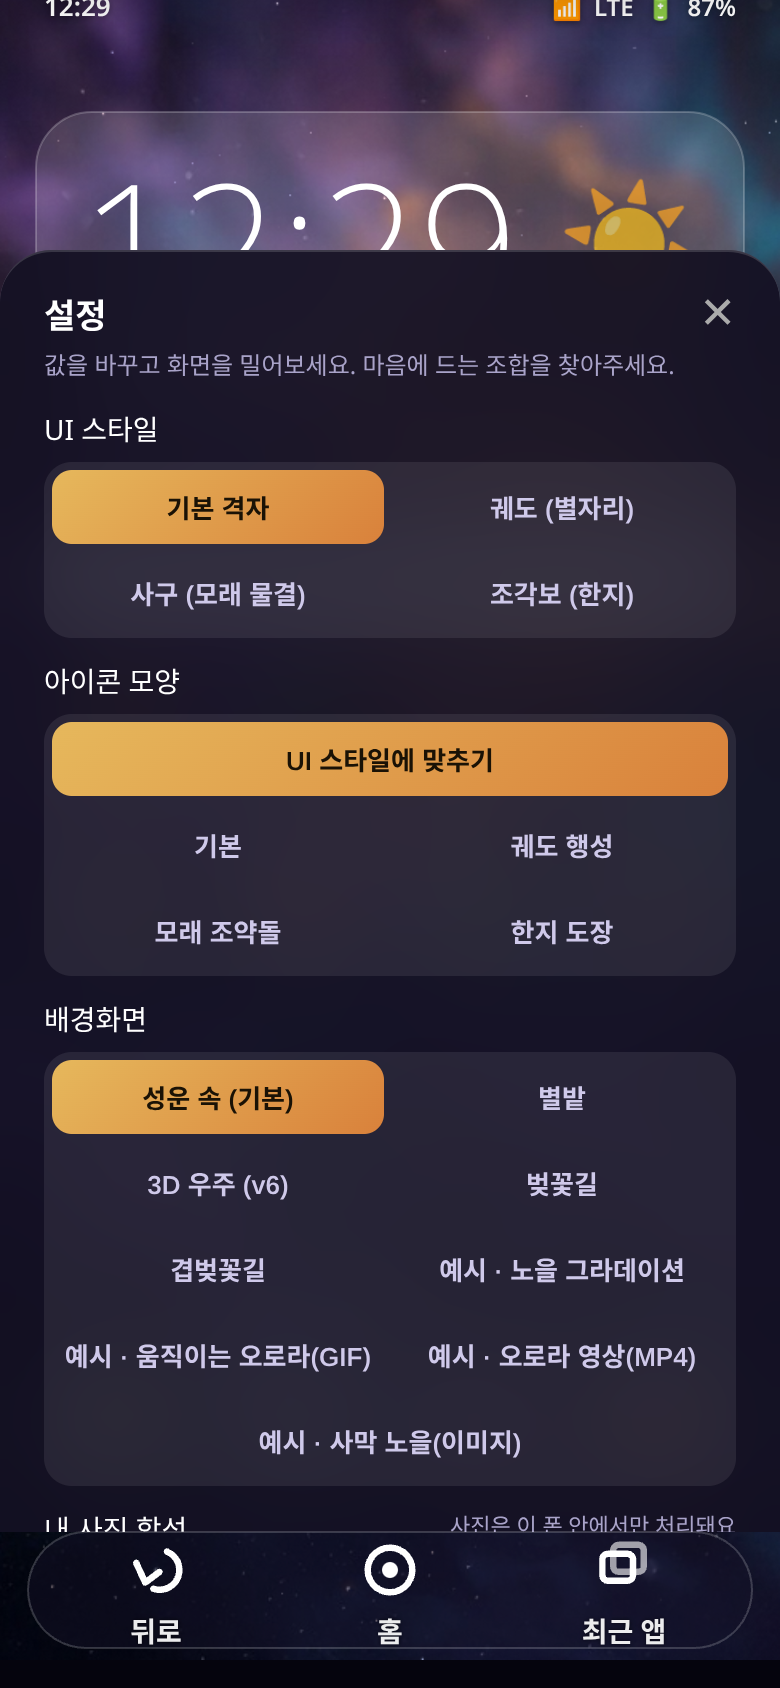 12:29
LTE 87%
12:29
설정
값을 바꾸고 화면을 밀어보세요. 마음에 드는 조합을 찾아주세요.
UI 스타일
기본 격자
궤도 (별자리)
사구 (모래 물결)
조각보 (한지)
아이콘 모양
UI 스타일에 맞추기
기본
궤도 행성
모래 조약돌
한지 도장
배경화면
성운 속 (기본)
별밭
3D 우주 (v6)
벚꽃길
겹벚꽃길
예시 · 노을 그라데이션
예시 · 움직이는 오로라(GIF)
예시 · 오로라 영상(MP4)
예시 · 사막 노을(이미지)
내 사진 합성
사진은 이 폰 안에서만 처리돼요
뒤로
홈
최근 앱